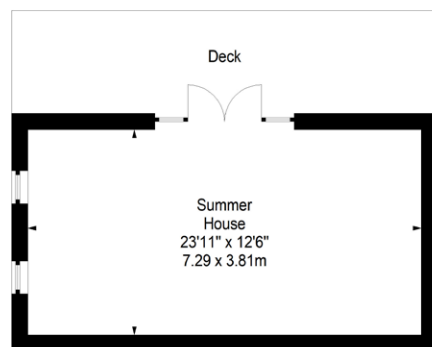 Deck
Summer
House
23'11" x 12'6"
7.29 x 3.81m